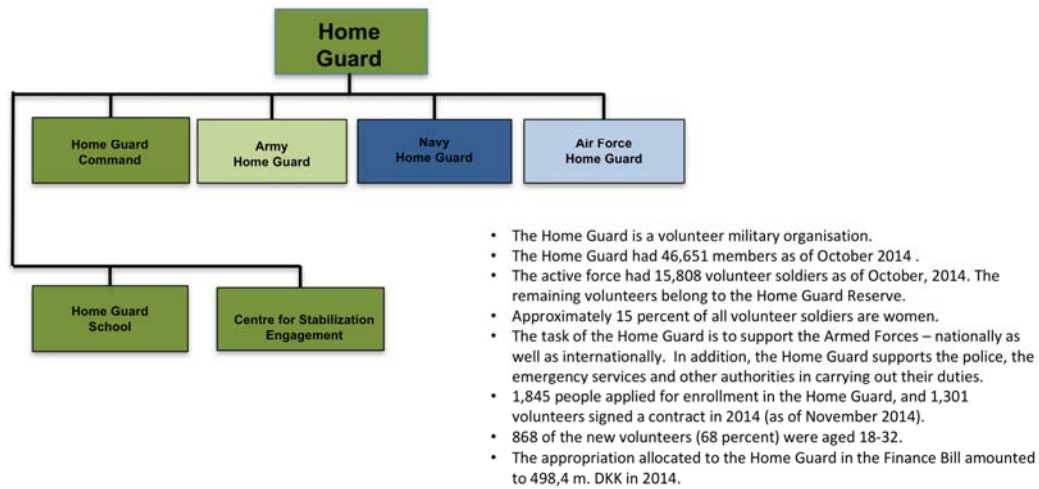 Home
Guard
Home Guard
Command
Army
Home Guard
Navy
Home Guard
Air Force
Home Guard
Home Guard
School
Centre for Stabilization
Engagement
• The Home Guard is a volunteer military organisation.
• The Home Guard had 46,651 members as of October 2014 .
• The active force had 15,808 volunteer soldiers as of October, 2014. The
remaining volunteers belong to the Home Guard Reserve.
• Approximately 15 percent of all volunteer soldiers are women.
• The task of the Home Guard is to support the Armed Forces – nationally as
well as internationally. In addition, the Home Guard supports the police, the
emergency services and other authorities in carrying out their duties.
• 1,845 people applied for enrollment in the Home Guard, and 1,301
volunteers signed a contract in 2014 (as of November 2014).
• 868 of the new volunteers (68 percent) were aged 18-32.
• The appropriation allocated to the Home Guard in the Finance Bill amounted
to 498,4 m. DKK in 2014.